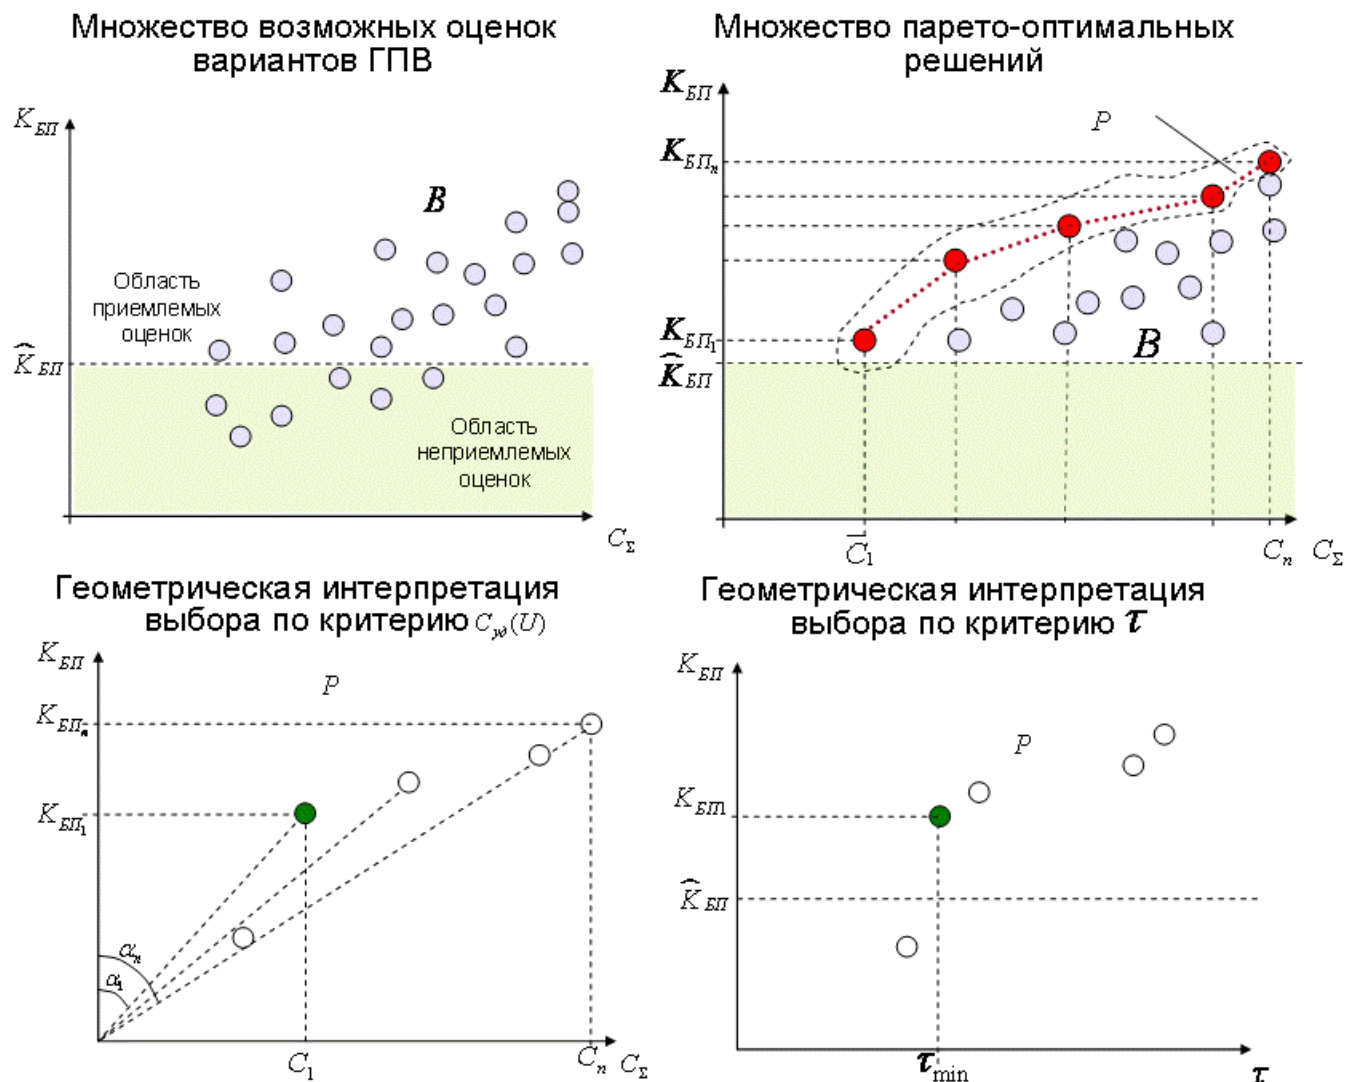 Множество возможных оценок
вариантов ГПВ
K_БП
B
Область
приемлемых
оценок
K̂_БП
Область
неприемлемых
оценок
C_Σ
Множество парето-оптимальных
решений
K_БП
P
K_БП_n
K_БП_1
K̂_БП
B
C̅_1
C_n C_Σ
Геометрическая интерпретация
выбора по критерию C_уд(U)
K_БП
P
K_БП_n
K_БП_1
α_n
α_1
C_1
C_n C_Σ
Геометрическая интерпретация
выбора по критерию τ
K_БП
P
K_БП1
K̂_БП
τ_min
τ